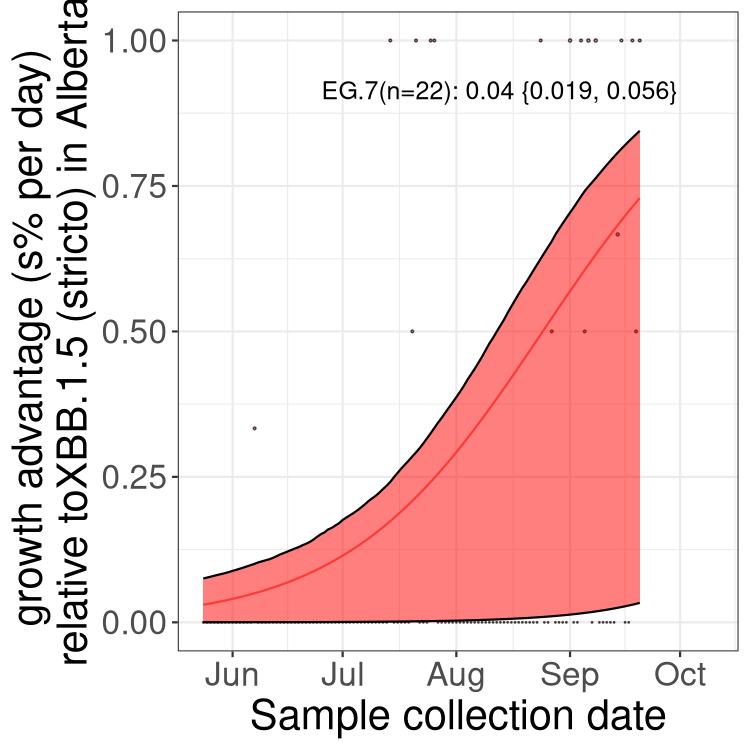 growth advantage (s% per day)
relative toXBB.1.5 (stricto) in Alberta
1.00
0.75
0.50
0.25
0.00
EG.7(n=22): 0.04 {0.019, 0.056}
Jun Jul Aug Sep Oct
Sample collection date